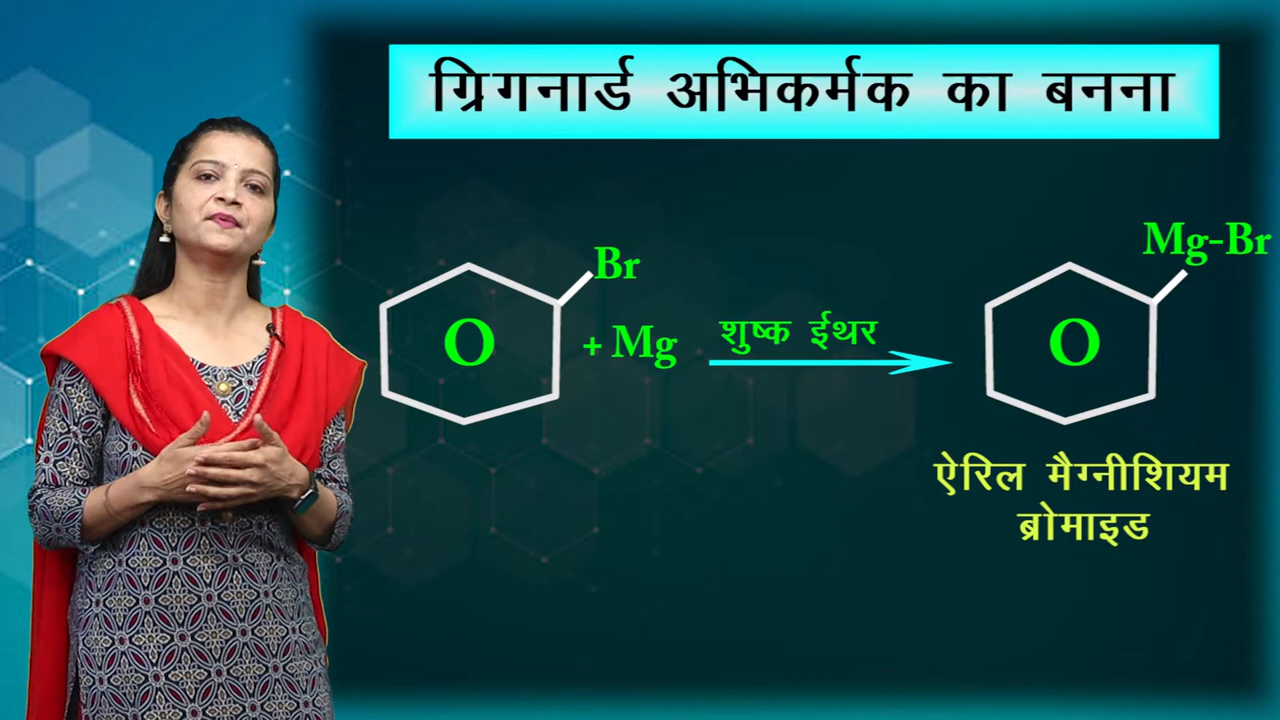 ग्रिगनार्ड अभिकर्मक का बनना
Mg-Br
Br
O + Mg शुष्क ईथर O
ऐरिल मैग्नीशियम
ब्रोमाइड